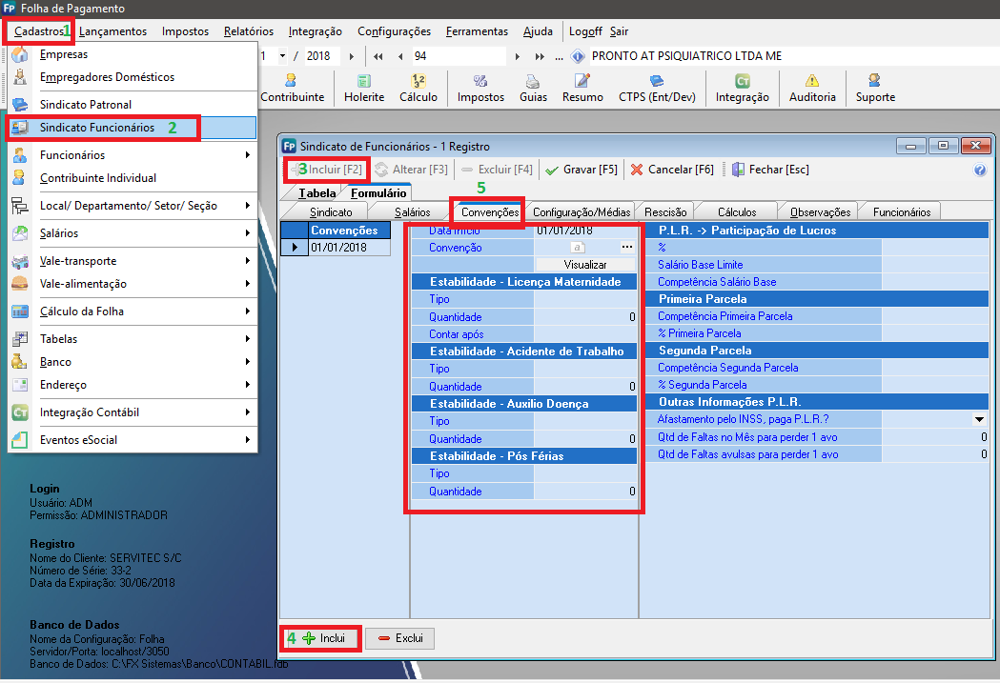 Fp Folha de Pagamento
Cadastros 1 Lançamentos Impostos Relatórios Integração Configurações Ferramentas Ajuda Logoff Sair
1 / 2018 94 ... PRONTO AT PSIQUIATRICO LTDA ME
Contribuinte Holerite Cálculo Impostos Guias Resumo CTPS (Ent/Dev) Integração Auditoria Suporte
Empresas
Empregadores Domésticos
Sindicato Patronal
Sindicato Funcionários 2
Funcionários
Contribuinte Individual
Local/ Departamento/ Setor/ Seção
Salários
Vale-transporte
Vale-alimentação
Cálculo da Folha
Tabelas
Banco
Endereço
Integração Contábil
Eventos eSocial
Login
Usuário: ADM
Permissão: ADMINISTRADOR
Registro
Nome do Cliente: SERVITEC S/C
Número de Série: 33-2
Data da Expiração: 30/06/2018
Banco de Dados
Nome da Configuração: Folha
Servidor/Porta: localhost/3050
Banco de Dados: C:\FX Sistemas\Banco\CONTABIL.fdb
Fp Sindicato de Funcionários - 1 Registro
3 Incluir [F2] Alterar [F3] Excluir [F4] Gravar [F5] Cancelar [F6] Fechar [Esc]
Tabela Formulário 5
Sindicato Salários Convenções Configuração/Médias Rescisão Cálculos Observações Funcionários
Convenções
01/01/2018
Data Início 01/01/2018
Convenção a ...
Visualizar
Estabilidade - Licença Maternidade
Tipo
Quantidade 0
Contar após
Estabilidade - Acidente de Trabalho
Tipo
Quantidade 0
Estabilidade - Auxilio Doença
Tipo
Quantidade 0
Estabilidade - Pós Férias
Tipo
Quantidade 0
P.L.R. -> Participação de Lucros
%
Salário Base Limite
Competência Salário Base
Primeira Parcela
Competência Primeira Parcela
% Primeira Parcela
Segunda Parcela
Competência Segunda Parcela
% Segunda Parcela
Outras Informações P.L.R.
Afastamento pelo INSS, paga P.L.R.?
Qtd de Faltas no Mês para perder 1 avo 0
Qtd de Faltas avulsas para perder 1 avo 0
4 Inclui Exclui